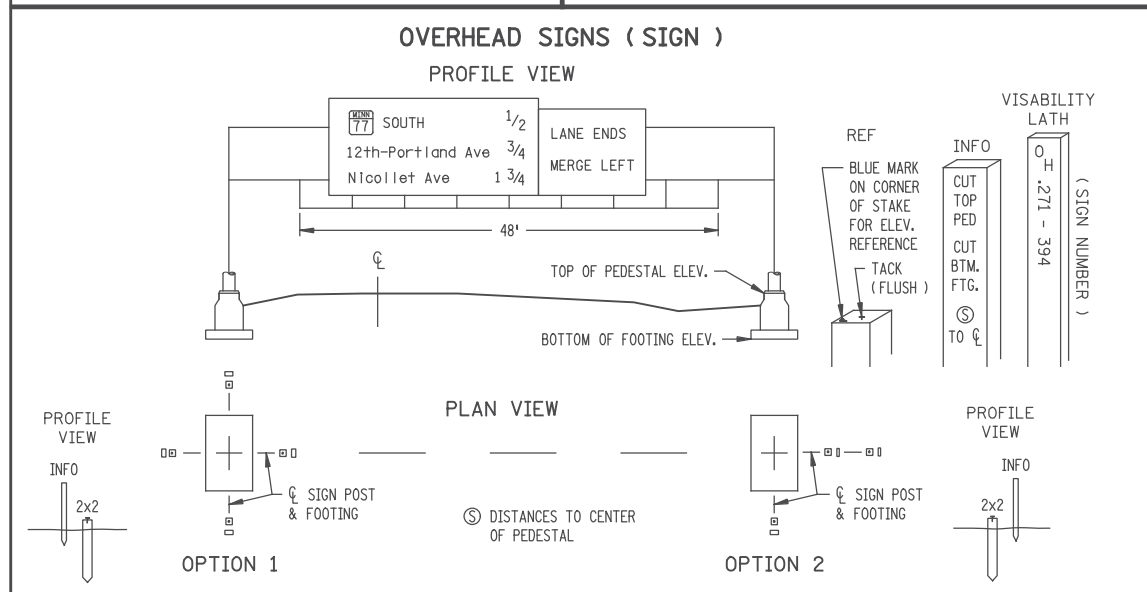 OVERHEAD SIGNS ( SIGN )
PROFILE VIEW
MINN
77 SOUTH 1/2
12th-Portland Ave 3/4
Nicollet Ave 1 3/4
LANE ENDS
MERGE LEFT
48'
℄
TOP OF PEDESTAL ELEV.
BOTTOM OF FOOTING ELEV.
REF
BLUE MARK
ON CORNER
OF STAKE
FOR ELEV.
REFERENCE
TACK
(FLUSH )
INFO
CUT
TOP
PED
CUT
BTM.
FTG.
Ⓢ
TO ℄
VISABILITY
LATH
OH .271 - 394
( SIGN NUMBER )
PLAN VIEW
PROFILE
VIEW
INFO
2x2
℄ SIGN POST
& FOOTING
OPTION 1
Ⓢ DISTANCES TO CENTER
OF PEDESTAL
℄ SIGN POST
& FOOTING
OPTION 2
PROFILE
VIEW
INFO
2x2